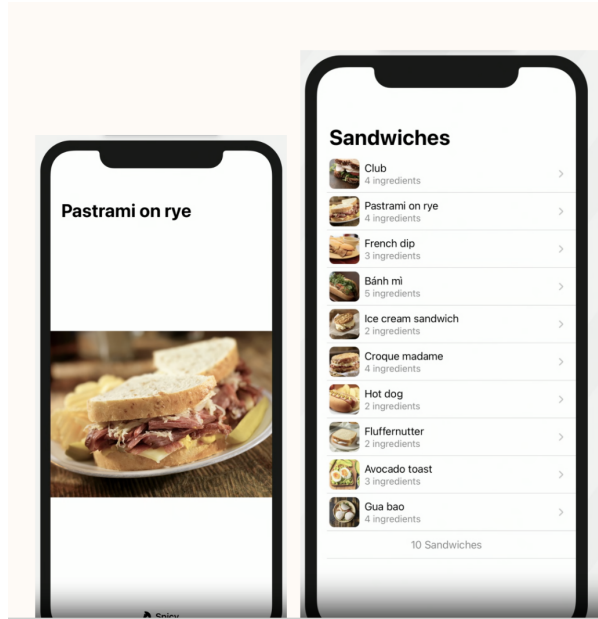 Pastrami on rye
Spicy
Sandwiches
Club
4 ingredients
Pastrami on rye
4 ingredients
French dip
3 ingredients
Bánh mì
5 ingredients
Ice cream sandwich
2 ingredients
Croque madame
4 ingredients
Hot dog
2 ingredients
Fluffernutter
2 ingredients
Avocado toast
3 ingredients
Gua bao
4 ingredients
10 Sandwiches